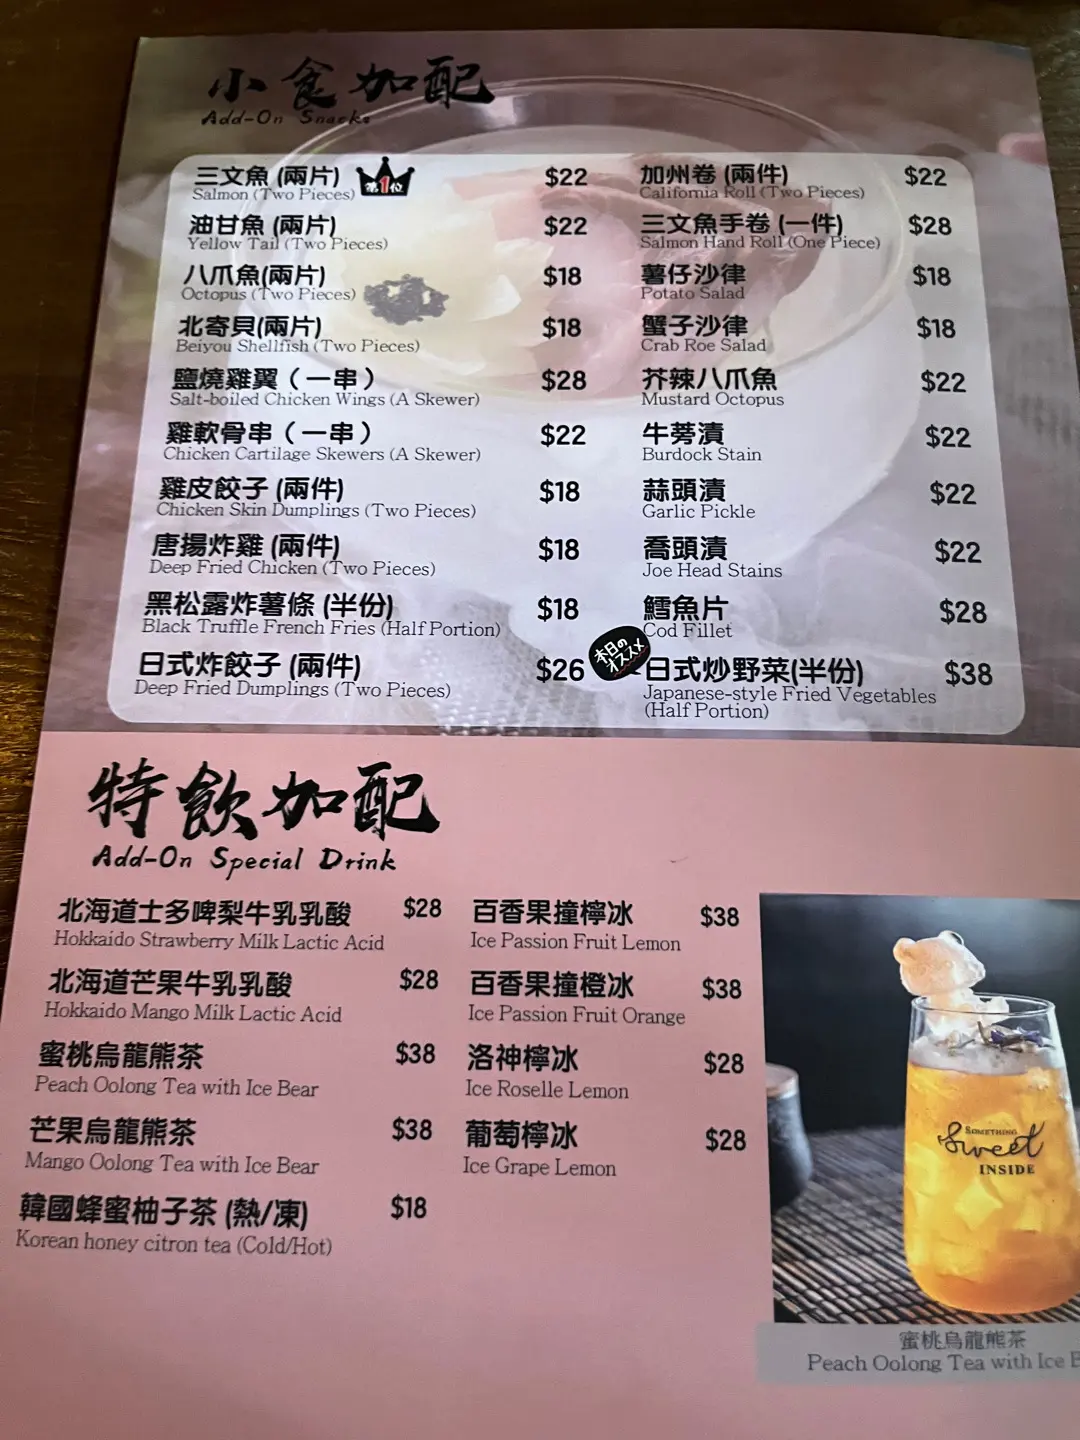 小食加配
Add-On Snacks
三文魚 (兩片)
第1位
$22
Salmon (Two Pieces)
油甘魚 (兩片)
$22
Yellow Tail (Two Pieces)
八爪魚(兩片)
$18
Octopus (Two Pieces)
北寄貝(兩片)
$18
Beiyou Shellfish (Two Pieces)
鹽燒雞翼（一串）
$28
Salt-boiled Chicken Wings (A Skewer)
雞軟骨串（一串）
$22
Chicken Cartilage Skewers (A Skewer)
雞皮餃子 (兩件)
$18
Chicken Skin Dumplings (Two Pieces)
唐揚炸雞 (兩件)
$18
Deep Fried Chicken (Two Pieces)
黑松露炸薯條 (半份)
$18
Black Truffle French Fries (Half Portion)
日式炸餃子 (兩件)
$26
Deep Fried Dumplings (Two Pieces)
加州卷 (兩件)
$22
California Roll (Two Pieces)
三文魚手卷 (一件)
$28
Salmon Hand Roll (One Piece)
薯仔沙律
$18
Potato Salad
蟹子沙律
$18
Crab Roe Salad
芥辣八爪魚
$22
Mustard Octopus
牛蒡漬
$22
Burdock Stain
蒜頭漬
$22
Garlic Pickle
蕎頭漬
$22
Joe Head Stains
鱈魚片
$28
Cod Fillet
本日の
オススメ
日式炒野菜(半份)
$38
Japanese-style Fried Vegetables
(Half Portion)
特飲加配
Add-On Special Drink
北海道士多啤梨牛乳乳酸
$28
Hokkaido Strawberry Milk Lactic Acid
北海道芒果牛乳乳酸
$28
Hokkaido Mango Milk Lactic Acid
蜜桃烏龍熊茶
$38
Peach Oolong Tea with Ice Bear
芒果烏龍熊茶
$38
Mango Oolong Tea with Ice Bear
韓國蜂蜜柚子茶 (熱/凍)
$18
Korean honey citron tea (Cold/Hot)
百香果撞檸冰
$38
Ice Passion Fruit Lemon
百香果撞橙冰
$38
Ice Passion Fruit Orange
洛神檸冰
$28
Ice Roselle Lemon
葡萄檸冰
$28
Ice Grape Lemon
SOMETHING
Sweet
INSIDE
蜜桃烏龍熊茶
Peach Oolong Tea with Ice